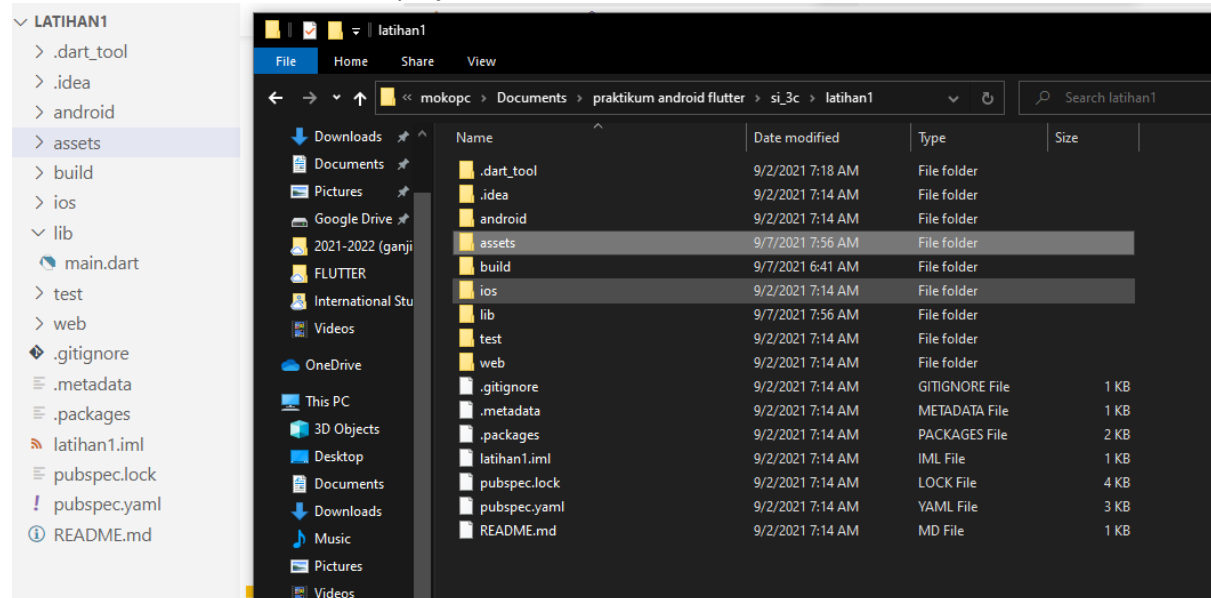 LATIHAN1
.dart_tool
.idea
android
assets
build
ios
lib
main.dart
test
web
.gitignore
.metadata
.packages
latihan1.iml
pubspec.lock
pubspec.yaml
README.md
latihan1
File Home Share View
« mokopc > Documents > praktikum android flutter > si_3c > latihan1
Search latihan1
Downloads
Documents
Pictures
Google Drive
2021-2022 (ganji
FLUTTER
International Stu
Videos
OneDrive
This PC
3D Objects
Desktop
Documents
Downloads
Music
Pictures
Videos
Name Date modified Type Size
.dart_tool 9/2/2021 7:18 AM File folder
.idea 9/2/2021 7:14 AM File folder
android 9/2/2021 7:14 AM File folder
assets 9/7/2021 7:56 AM File folder
build 9/7/2021 6:41 AM File folder
ios 9/2/2021 7:14 AM File folder
lib 9/7/2021 7:56 AM File folder
test 9/2/2021 7:14 AM File folder
web 9/2/2021 7:14 AM File folder
.gitignore 9/2/2021 7:14 AM GITIGNORE File 1 KB
.metadata 9/2/2021 7:14 AM METADATA File 1 KB
.packages 9/2/2021 7:14 AM PACKAGES File 2 KB
latihan1.iml 9/2/2021 7:14 AM IML File 1 KB
pubspec.lock 9/2/2021 7:14 AM LOCK File 4 KB
pubspec.yaml 9/2/2021 7:14 AM YAML File 3 KB
README.md 9/2/2021 7:14 AM MD File 1 KB